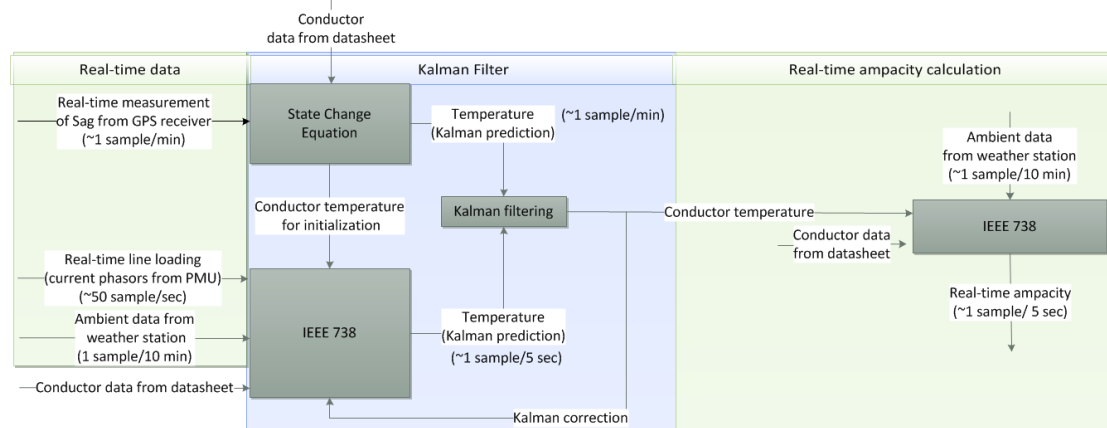 Conductor
data from datasheet
Real-time data
Kalman Filter
Real-time ampacity calculation
Real-time measurement
of Sag from GPS receiver
(~1 sample/min)
State Change
Equation
Temperature
(Kalman prediction)
(~1 sample/min)
Ambient data
from weather station
(~1 sample/10 min)
Conductor temperature
for initialization
Kalman filtering
Conductor temperature
IEEE 738
Conductor data
from datasheet
Real-time line loading
(current phasors from PMU)
(~50 sample/sec)
Ambient data from
weather station
(1 sample/10 min)
Conductor data from datasheet
IEEE 738
Temperature
(Kalman prediction)
(~1 sample/5 sec)
Real-time ampacity
(~1 sample/ 5 sec)
Kalman correction